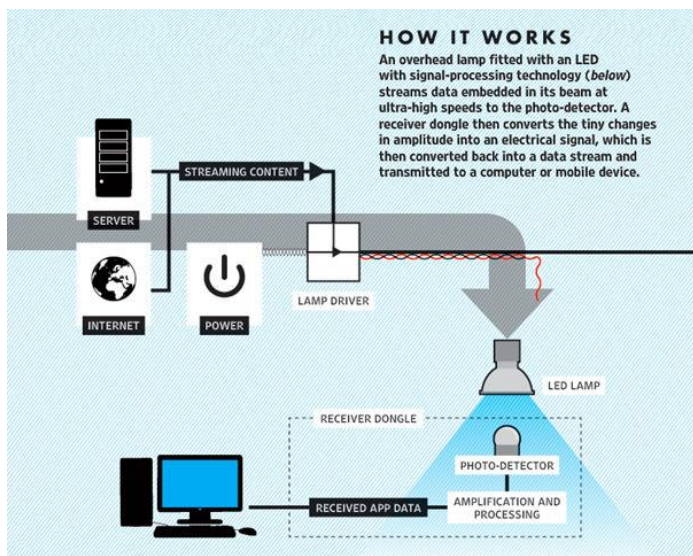 HOW IT WORKS
An overhead lamp fitted with an LED
with signal-processing technology (below)
streams data embedded in its beam at
ultra-high speeds to the photo-detector. A
receiver dongle then converts the tiny changes
in amplitude into an electrical signal, which is
then converted back into a data stream and
transmitted to a computer or mobile device.
STREAMING CONTENT
SERVER
INTERNET
POWER
LAMP DRIVER
LED LAMP
RECEIVER DONGLE
PHOTO-DETECTOR
RECEIVED APP DATA
AMPLIFICATION AND
PROCESSING